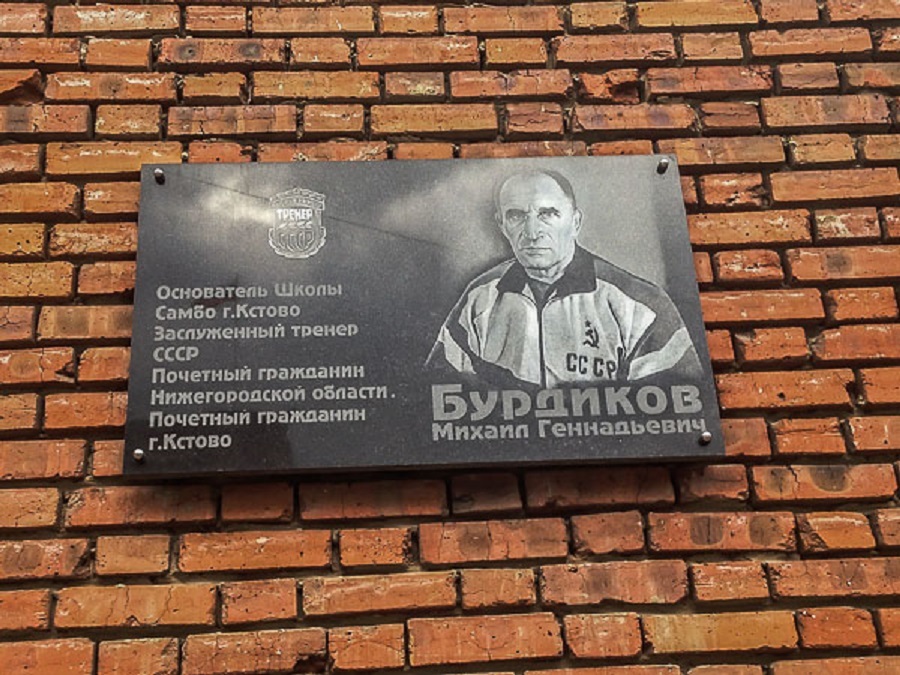 ТРЕНЕР
СССР
Основатель Школы
Самбо г.Кстово
Заслуженный тренер
СССР
Почетный гражданин
Нижегородской области.
Почетный гражданин
г.Кстово
СССР
Бурдиков
Михаил Геннадьевич